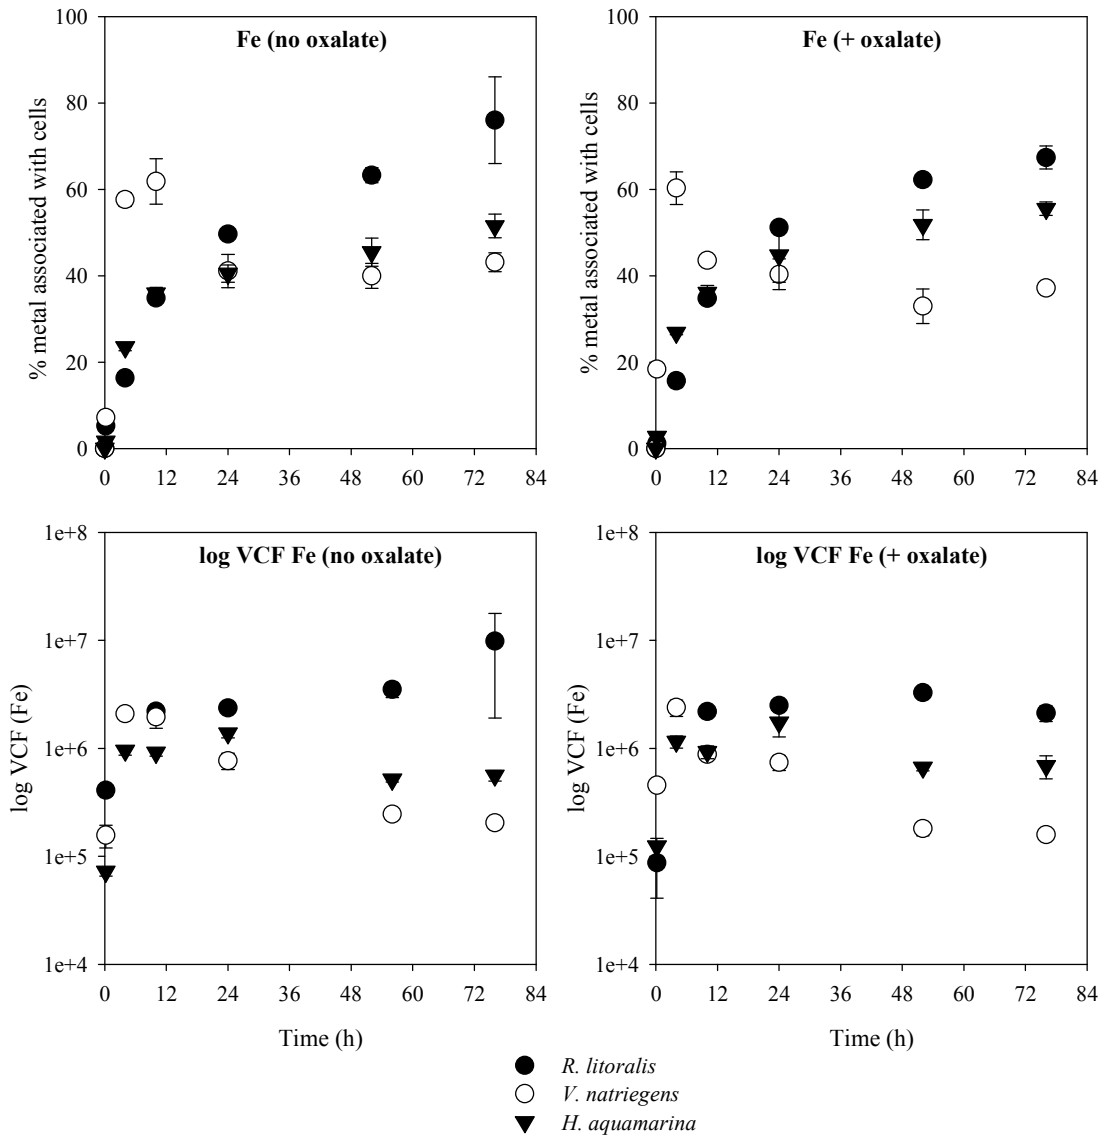 Fe (no oxalate)
% metal associated with cells
100
80
60
40
20
0
0 12 24 36 48 60 72 84
Fe (+ oxalate)
% metal associated with cells
100
80
60
40
20
0
0 12 24 36 48 60 72 84
log VCF Fe (no oxalate)
log VCF (Fe)
1e+8
1e+7
1e+6
1e+5
1e+4
0 12 24 36 48 60 72 84
Time (h)
log VCF Fe (+ oxalate)
log VCF (Fe)
1e+8
1e+7
1e+6
1e+5
1e+4
0 12 24 36 48 60 72 84
Time (h)
R. litoralis
V. natriegens
H. aquamarina